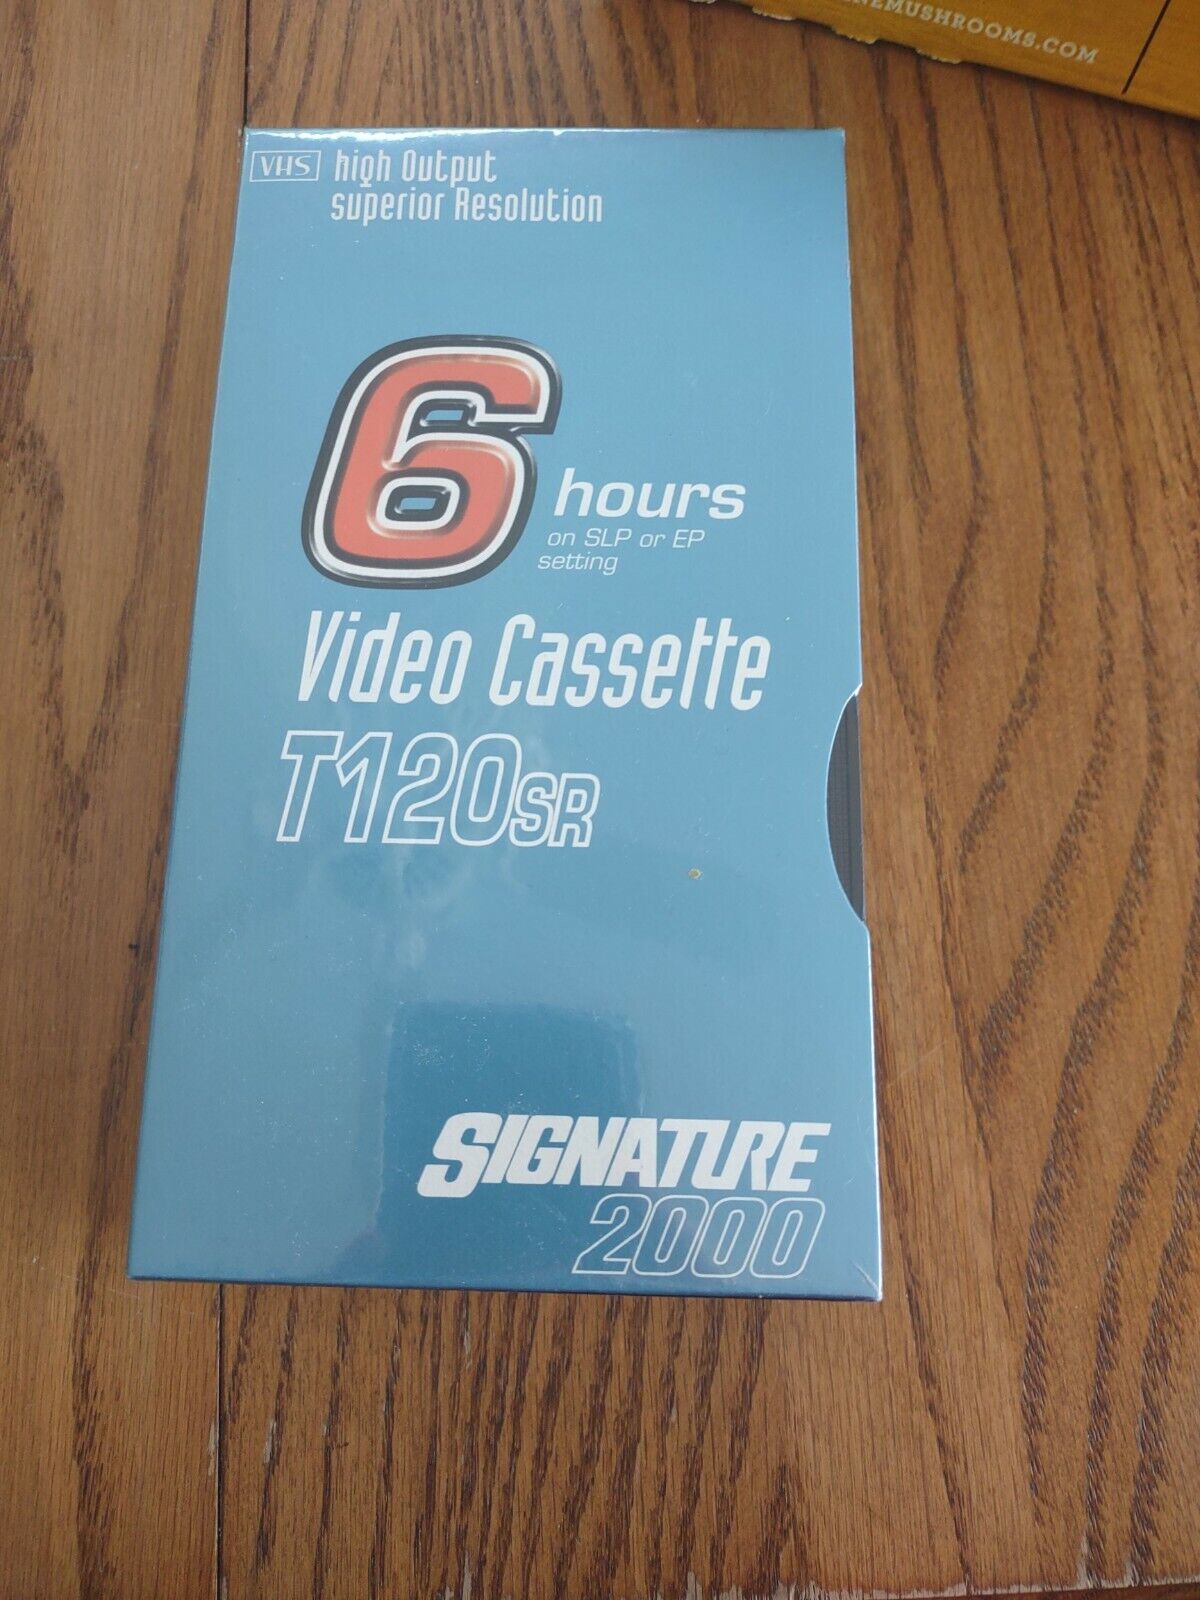 VHS high Output
superior Resolution
6 hours
on SLP or EP
setting
Video Cassette
T120SR
SIGNATURE
2000